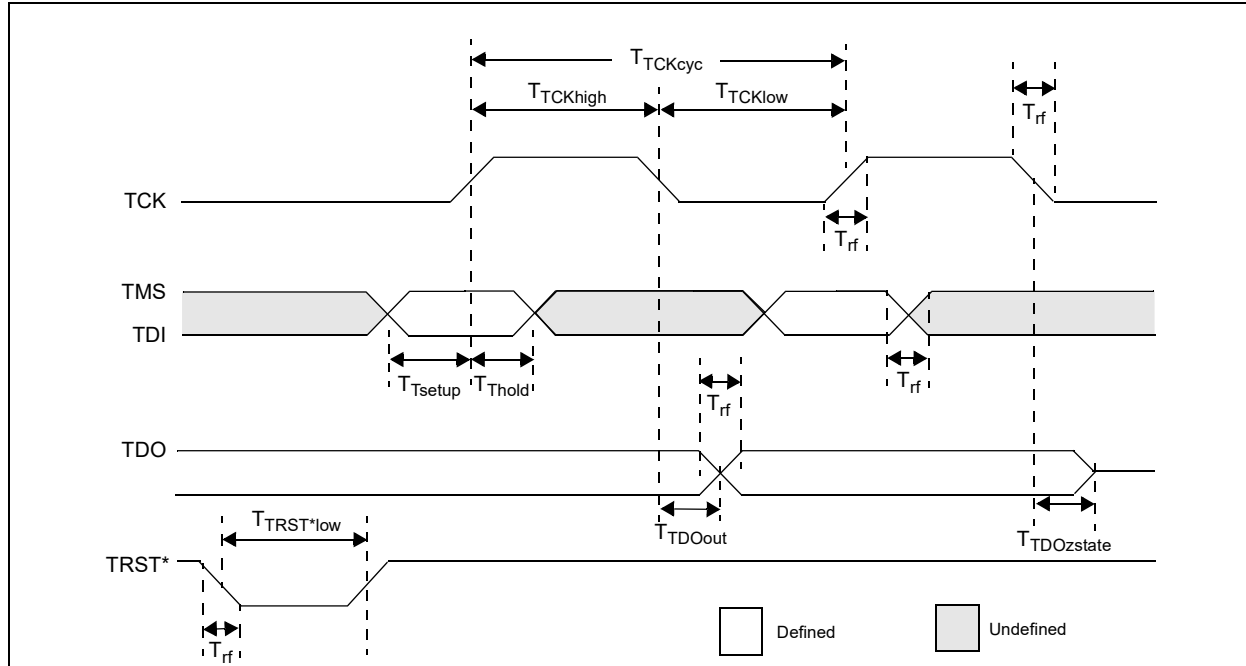 TTCKcyc
TTCKhigh
TTCKlow
Trf
TCK
Trf
TMS
TDI
TTsetup
TThold
Trf
Trf
TDO
TTRST*low
TTDOout
TTDOzstate
TRST*
Trf
Defined
Undefined